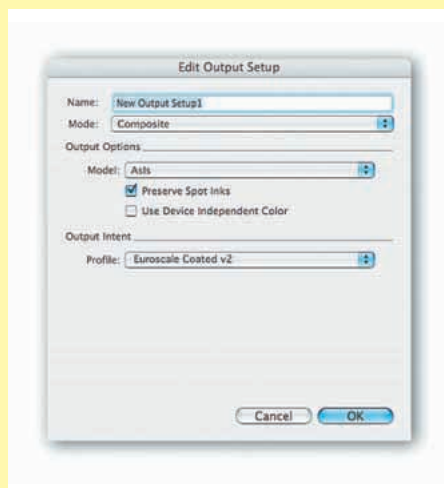 Edit Output Setup
Name: New Output Setup1
Mode: Composite
Output Options
Model: AsIs
Preserve Spot Inks
Use Device Independent Color
Output Intent
Profile: Euroscale Coated v2
Cancel OK